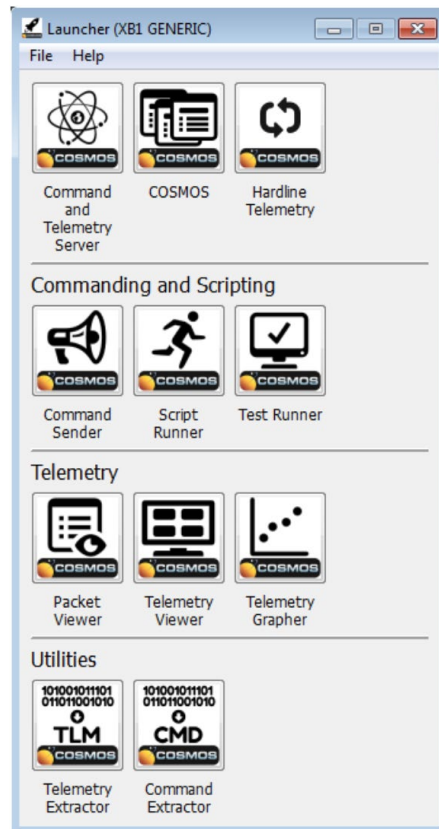 Launcher (XB1 GENERIC)
File Help
COSMOS COSMOS COSMOS
Command and Telemetry Server
COSMOS
Hardline Telemetry
Commanding and Scripting
COSMOS COSMOS COSMOS
Command Sender
Script Runner
Test Runner
Telemetry
COSMOS COSMOS COSMOS
Packet Viewer
Telemetry Viewer
Telemetry Grapher
Utilities
101001011101
011011001010
TLM
COSMOS
101001011101
011011001010
CMD
COSMOS
Telemetry Extractor
Command Extractor